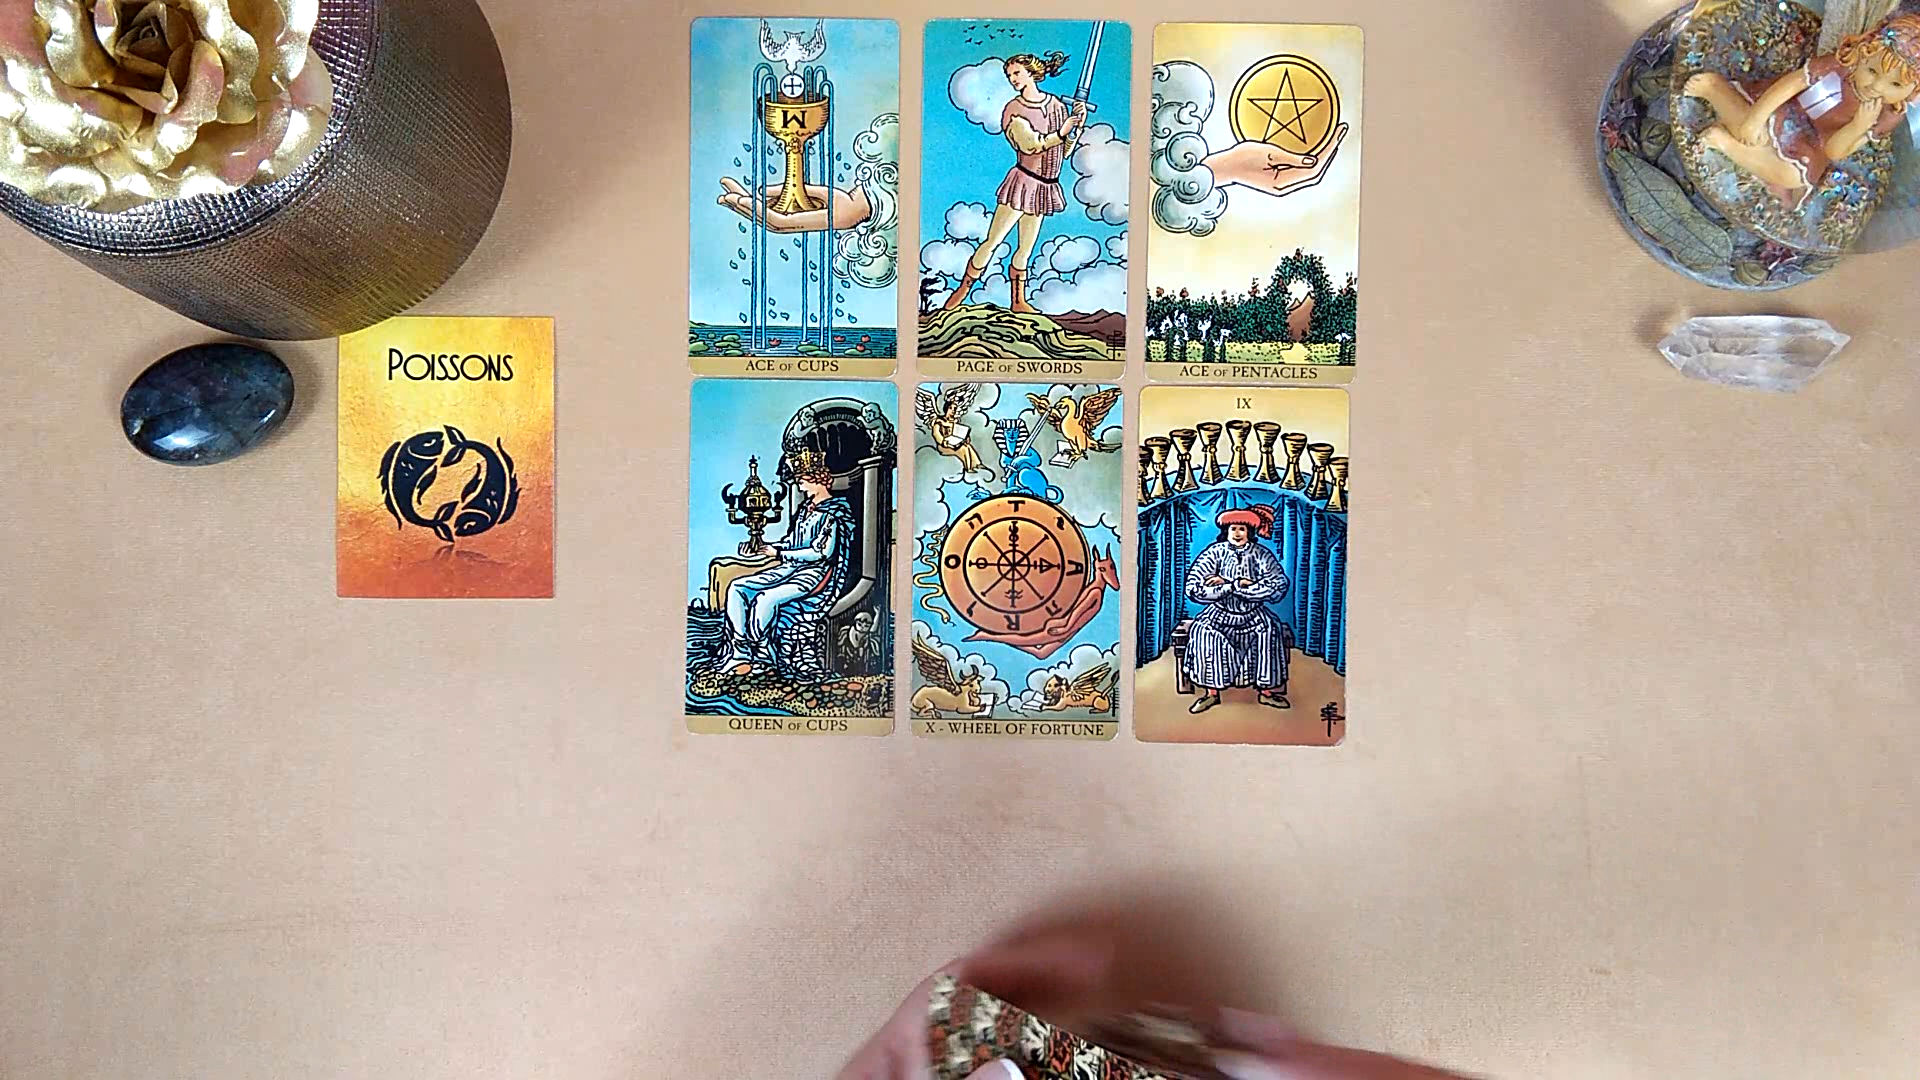 POISSONS
ACE OF CUPS
PAGE OF SWORDS
ACE OF PENTACLES
IX
QUEEN OF CUPS
X - WHEEL OF FORTUNE